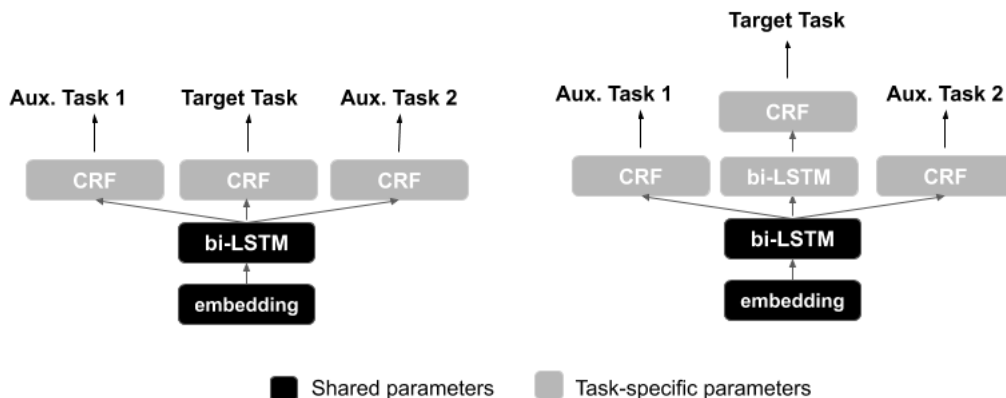 Target Task
Aux. Task 1
Target Task
Aux. Task 2
Aux. Task 1
Aux. Task 2
CRF
CRF
CRF
CRF
CRF
bi-LSTM
CRF
bi-LSTM
bi-LSTM
embedding
embedding
Shared parameters
Task-specific parameters